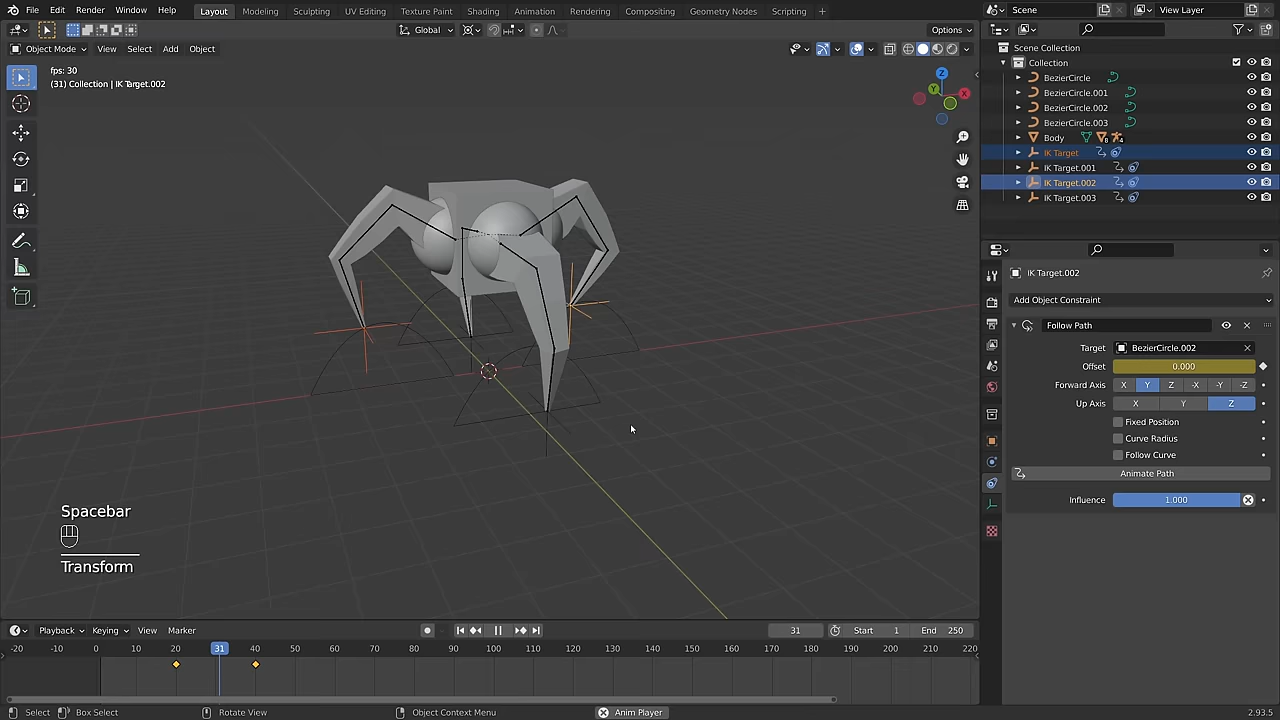 File Edit Render Window Help Layout Modeling Sculpting UV Editing Texture Paint Shading Animation Rendering Compositing Geometry Nodes Scripting + Scene View Layer
Global Options
Object Mode View Select Add Object
fps: 30
(31) Collection | IK Target.002
Z
Y
X
Scene Collection
Collection
BezierCircle
BezierCircle.001
BezierCircle.002
BezierCircle.003
Body
IK Target
IK Target.001
IK Target.002
IK Target.003
IK Target.002
Add Object Constraint
Follow Path
Target BezierCircle.002
Offset 0.000
Forward Axis X Y Z -X -Y -Z
Up Axis X Y Z
Fixed Position
Curve Radius
Follow Curve
Animate Path
Influence 1.000
Spacebar
Transform
Playback Keying View Marker 31 Start 1 End 250
-20 -10 0 10 20 31 40 50 60 70 80 90 100 110 120 130 140 150 160 170 180 190 200 210 220
Select Box Select Rotate View Object Context Menu Anim Player 2.93.5